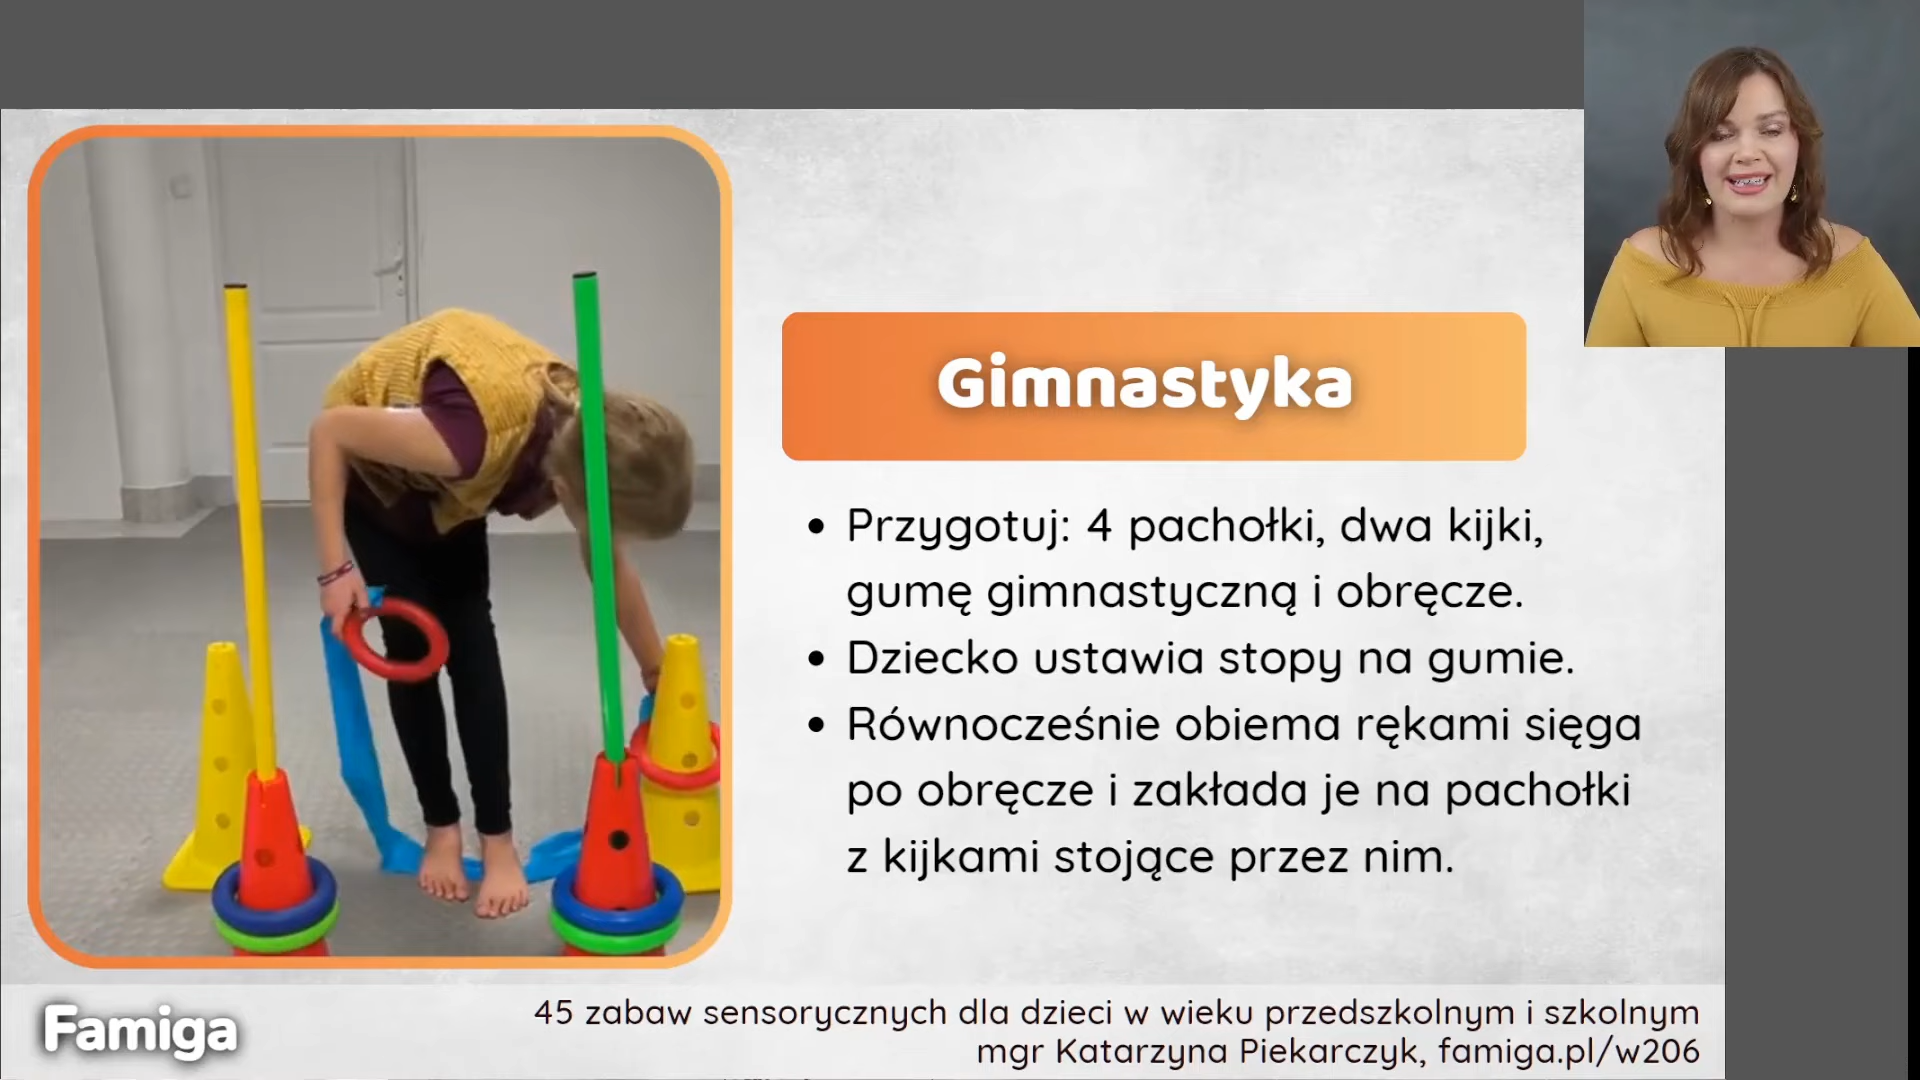 Gimnastyka
• Przygotuj: 4 pachołki, dwa kijki,
gumę gimnastyczną i obręcze.
• Dziecko ustawia stopy na gumie.
• Równocześnie obiema rękami sięga
po obręcze i zakłada je na pachołki
z kijkami stojące przez nim.
Famiga
45 zabaw sensorycznych dla dzieci w wieku przedszkolnym i szkolnym
mgr Katarzyna Piekarczyk, famiga.pl/w206